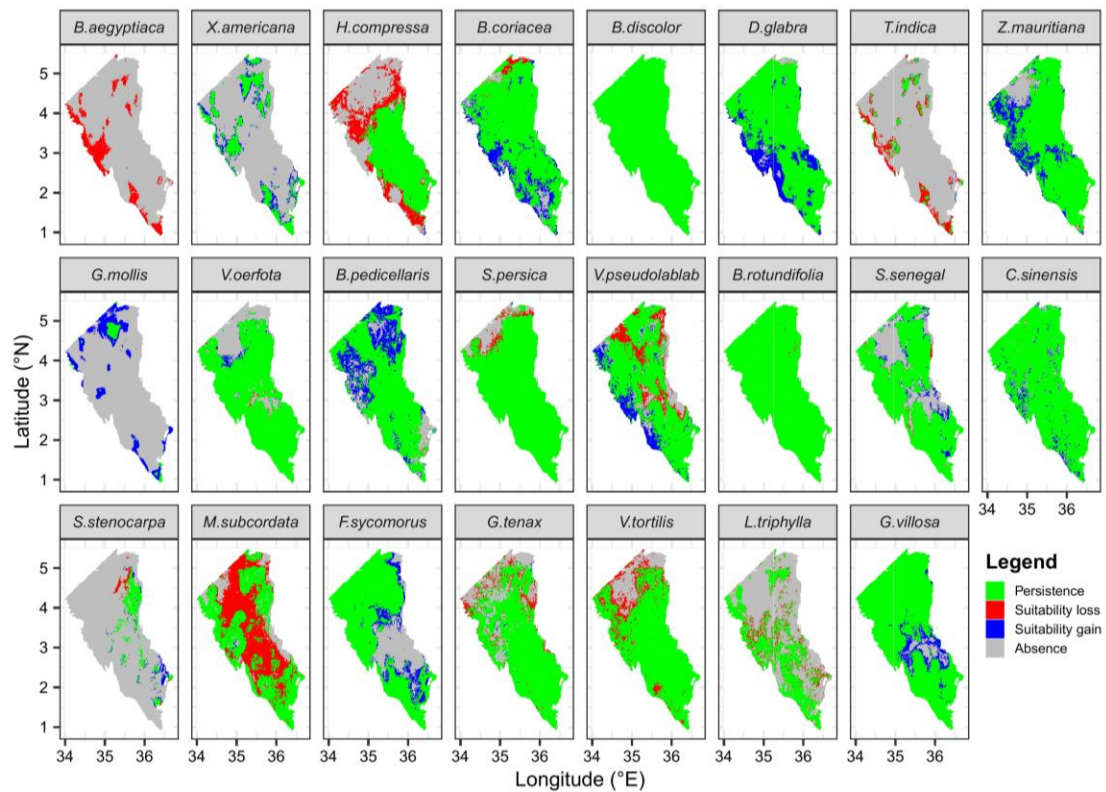 B.aegyptiaca X.americana H.compressa B.coriacea B.discolor D.glabra T.indica Z.mauritiana
5
4
3
2
1
G.mollis V.oerfota B.pedicellaris S.persica V.pseudolablab B.rotundifolia S.senegal C.sinensis
5
4
3
2
1
34 35 36
S.stenocarpa M.subcordata F.sycomorus G.tenax V.tortilis L.triphylla G.villosa
5
4
3
2
1
34 35 36 34 35 36 34 35 36 34 35 36 34 35 36 34 35 36 34 35 36
Latitude (°N)
Longitude (°E)
Legend
Persistence
Suitability loss
Suitability gain
Absence